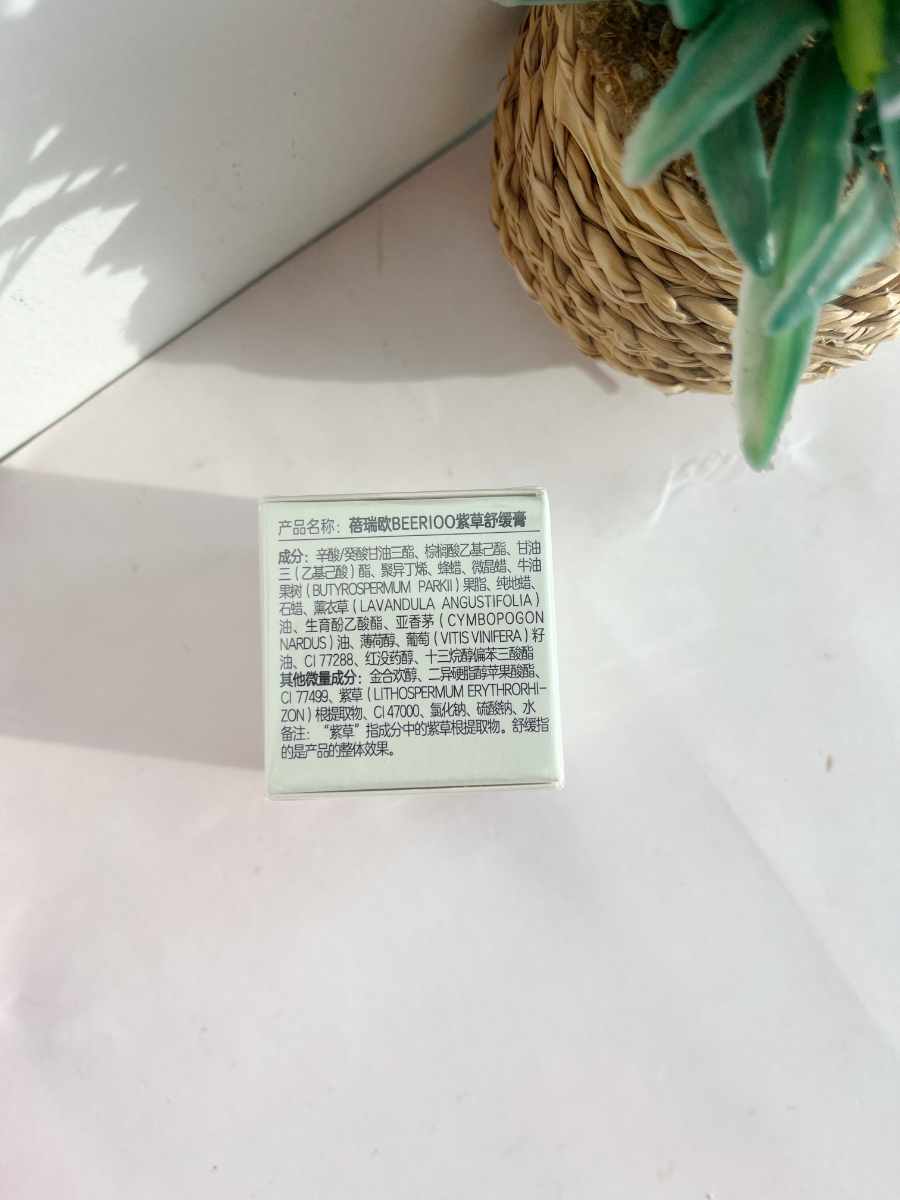 产品名称：蓓瑞欧BEERIOO紫草舒缓膏
成分：辛酸/癸酸甘油三酯、棕榈酸乙基己酯、甘油
三（乙基己酸）酯、聚异丁烯、蜂蜡、微晶蜡、牛油
果树（BUTYROSPERMUM PARKII）果脂、纯地蜡、
石蜡、薰衣草（LAVANDULA ANGUSTIFOLIA）
油、生育酚乙酸酯、亚香茅（CYMBOPOGON
NARDUS）油、薄荷醇、葡萄（VITIS VINIFERA）籽
油、CI 77288、红没药醇、十三烷醇偏苯三酸酯
其他微量成分：金合欢醇、二异硬脂醇苹果酸酯、
CI 77499、紫草（LITHOSPERMUM ERYTHRORHI-
ZON）根提取物、CI 47000、氯化钠、硫酸钠、水
备注：“紫草”指成分中的紫草根提取物。舒缓指
的是产品的整体效果。